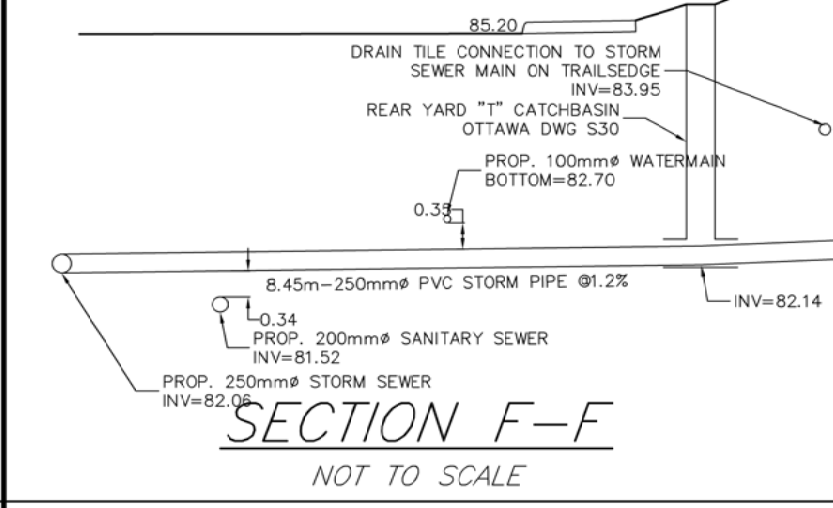 85.20
DRAIN TILE CONNECTION TO STORM
SEWER MAIN ON TRAILSEDGE
INV=83.95
REAR YARD "T" CATCHBASIN
OTTAWA DWG S30
PROP. 100mmø WATERMAIN
BOTTOM=82.70
0.33
8.45m-250mmø PVC STORM PIPE @1.2%
INV=82.14
0.34
PROP. 200mmø SANITARY SEWER
INV=81.52
PROP. 250mmø STORM SEWER
INV=82.06
SECTION F-F
NOT TO SCALE